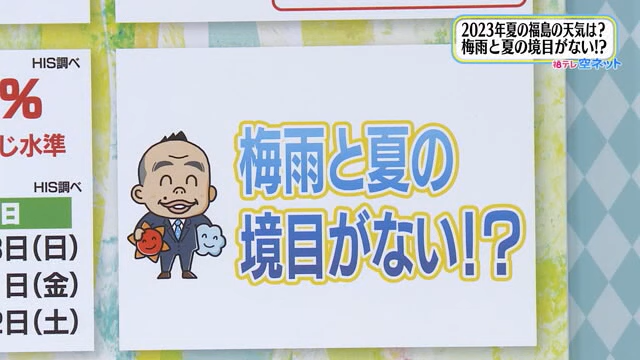 2023年夏の福島の天気は?
梅雨と夏の境目がない!?
福テレ空ネット
HIS調べ
%
じ水準
HIS調べ
日
日(日)
日(金)
2日(土)
梅雨と夏の
境目がない!?